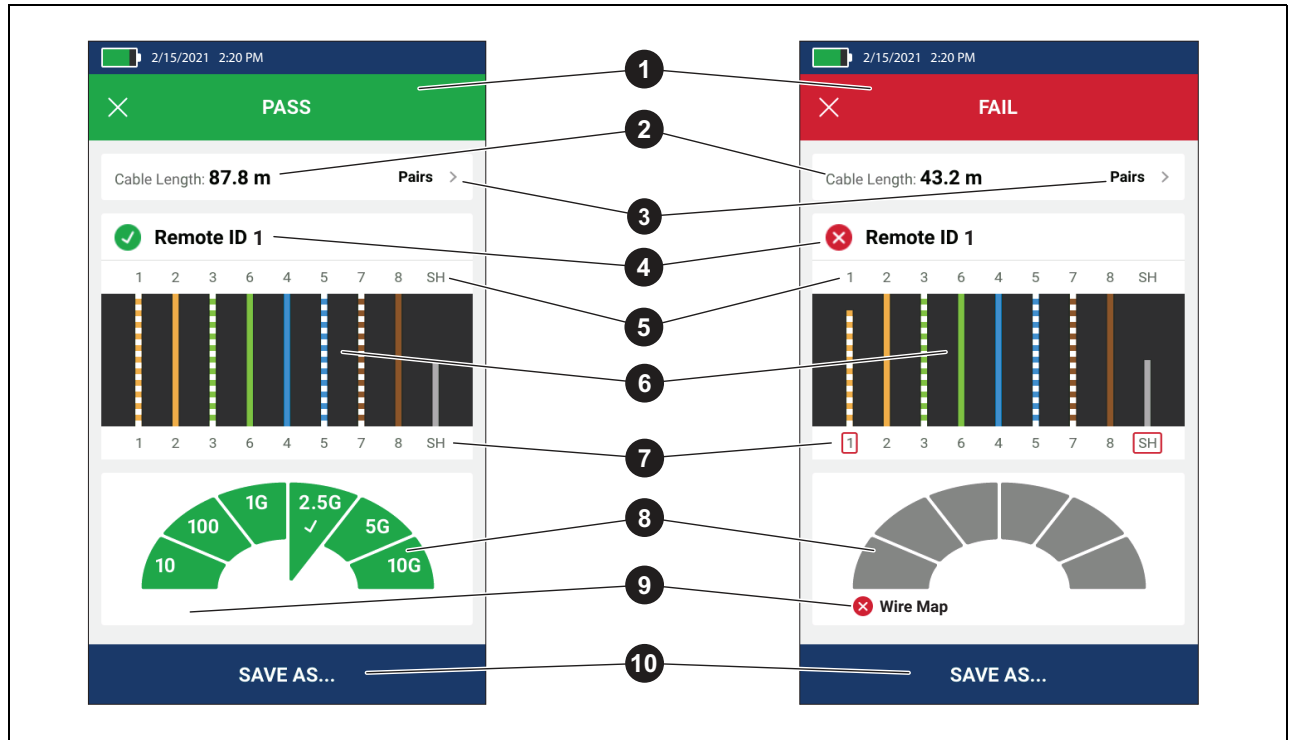 2/15/2021 2:20 PM
PASS
Cable Length: 87.8 m
Pairs
Remote ID 1
1 2 3 6 4 5 7 8 SH
1 2 3 6 4 5 7 8 SH
10 100 1G 2.5G 5G 10G
SAVE AS...
1
2
3
4
5
6
7
8
9
10
2/15/2021 2:20 PM
FAIL
Cable Length: 43.2 m
Pairs
Remote ID 1
1 2 3 6 4 5 7 8 SH
1 2 3 6 4 5 7 8 SH
Wire Map
SAVE AS...